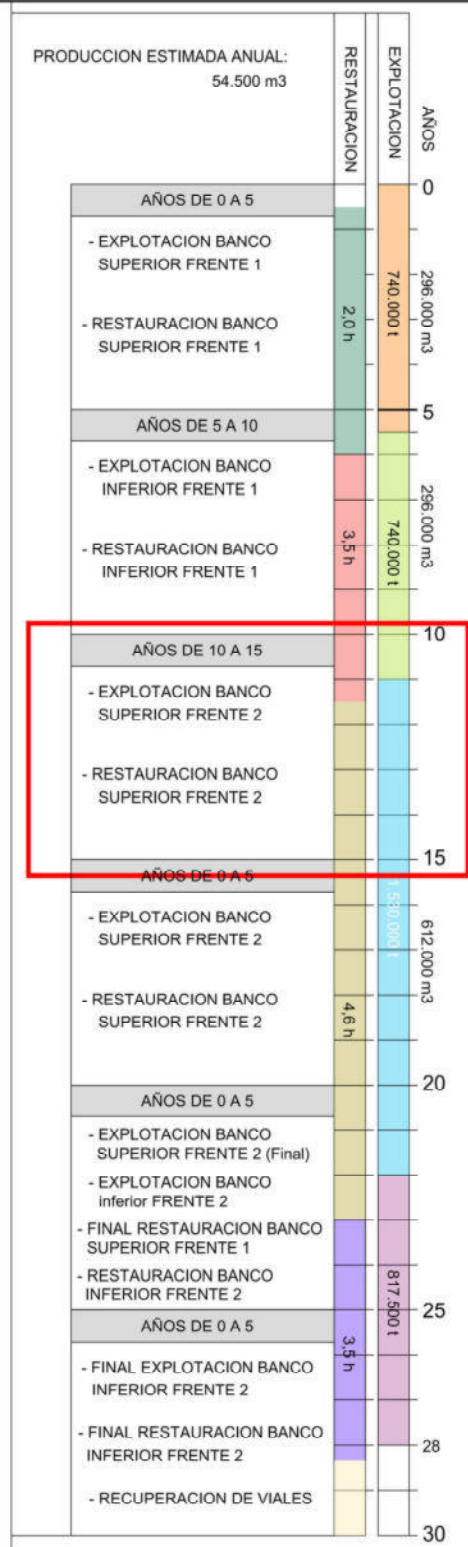 PRODUCCION ESTIMADA ANUAL:
54.500 m3
RESTAURACION
EXPLOTACION
AÑOS
0
AÑOS DE 0 A 5
- EXPLOTACION BANCO
SUPERIOR FRENTE 1
- RESTAURACION BANCO
SUPERIOR FRENTE 1
2,0 h
740.000 t
296.000 m3
5
AÑOS DE 5 A 10
- EXPLOTACION BANCO
INFERIOR FRENTE 1
- RESTAURACION BANCO
INFERIOR FRENTE 1
3,5 h
740.000 t
296.000 m3
10
AÑOS DE 10 A 15
- EXPLOTACION BANCO
SUPERIOR FRENTE 2
- RESTAURACION BANCO
SUPERIOR FRENTE 2
15
AÑOS DE 0 A 5
- EXPLOTACION BANCO
SUPERIOR FRENTE 2
- RESTAURACION BANCO
SUPERIOR FRENTE 2
4,6 h
1.530.000 t
612.000 m3
20
AÑOS DE 0 A 5
- EXPLOTACION BANCO
SUPERIOR FRENTE 2 (Final)
- EXPLOTACION BANCO
inferior FRENTE 2
- FINAL RESTAURACION BANCO
SUPERIOR FRENTE 1
- RESTAURACION BANCO
INFERIOR FRENTE 2
817.500 t
25
AÑOS DE 0 A 5
3,5 h
- FINAL EXPLOTACION BANCO
INFERIOR FRENTE 2
- FINAL RESTAURACION BANCO
INFERIOR FRENTE 2
28
- RECUPERACION DE VIALES
30